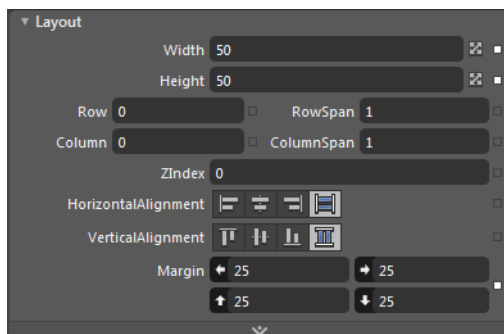 Layout
Width 50
Height 50
Row 0 RowSpan 1
Column 0 ColumnSpan 1
ZIndex 0
HorizontalAlignment
VerticalAlignment
Margin 25 25
25 25